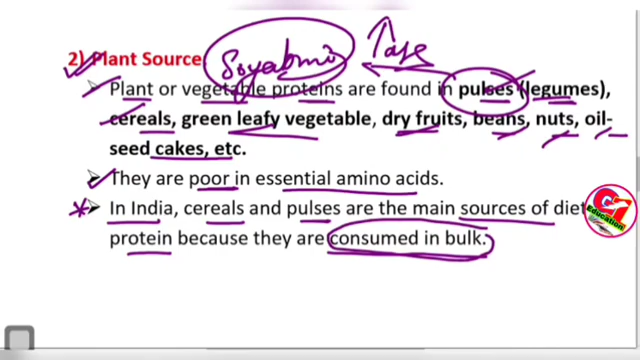 2) Plant Source:
Plant or vegetable proteins are found in pulses (legumes),
cereals, green leafy vegetable, dry fruits, beans, nuts, oil-
seed cakes, etc.
They are poor in essential amino acids.
In India, cereals and pulses are the main sources of diet
protein because they are consumed in bulk.
G7
Education